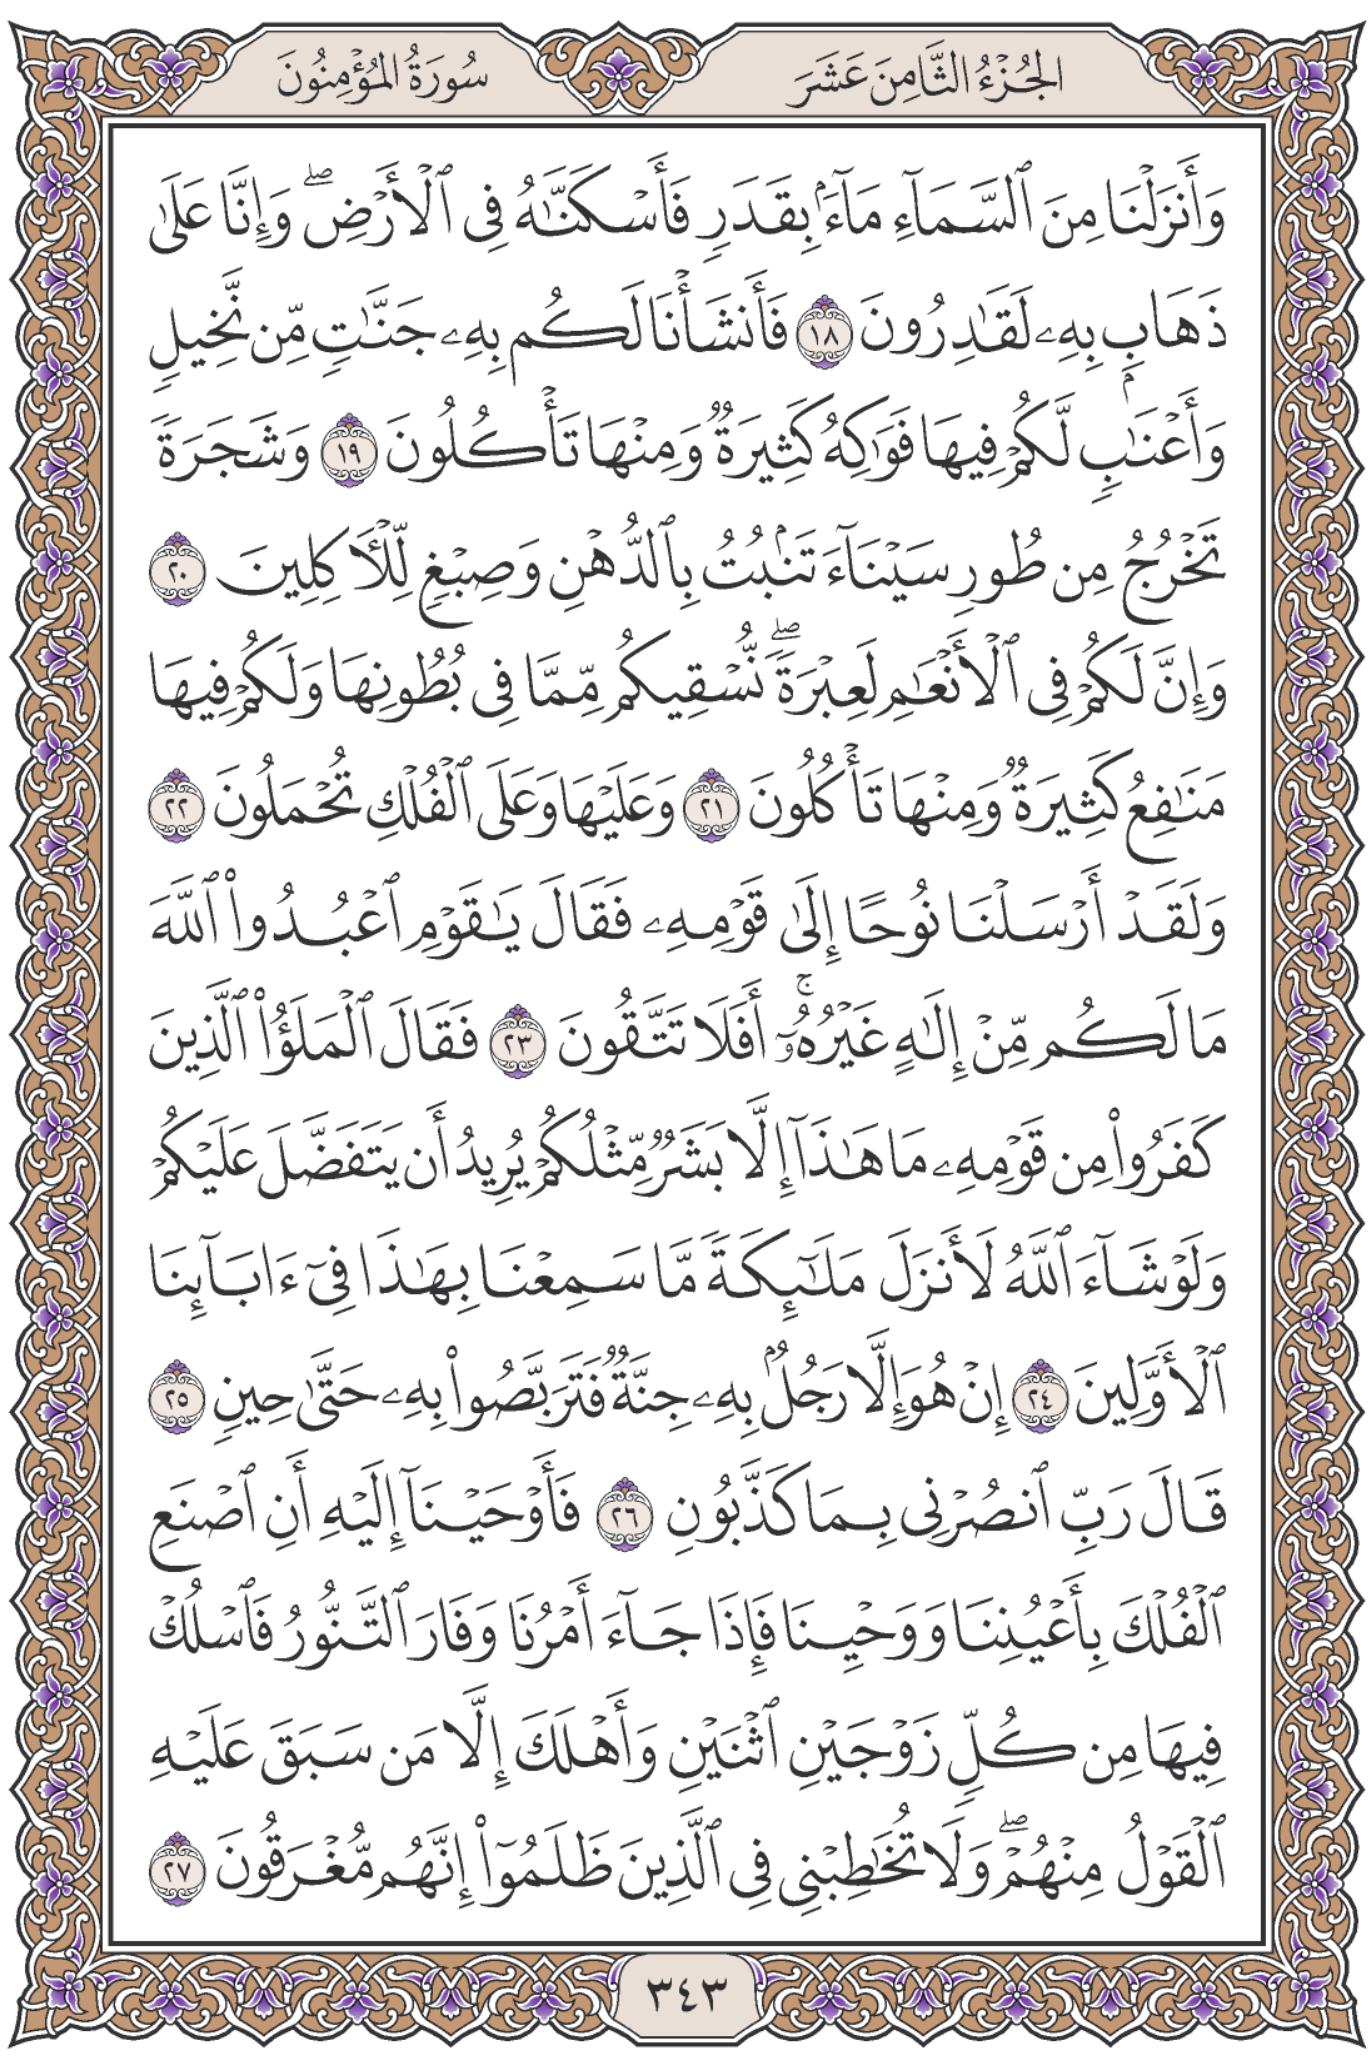 الجُزْءُ الثَّامِنَ عَشَرَ
سُورَةُ المُؤْمِنُونَ
وَأَنزَلْنَا مِنَ ٱلسَّمَآءِ مَآءَۢ بِقَدَرٖ فَأَسْكَنَّٰهُ فِي ٱلْأَرْضِۖ وَإِنَّا عَلَىٰ
ذَهَابِۭ بِهِۦ لَقَٰدِرُونَ ١٨ فَأَنشَأْنَا لَكُم بِهِۦ جَنَّٰتٖ مِّن نَّخِيلٖ
وَأَعْنَٰبٖ لَّكُمْ فِيهَا فَوَٰكِهُ كَثِيرَةٞ وَمِنْهَا تَأْكُلُونَ ١٩ وَشَجَرَةٗ
تَخْرُجُ مِن طُورِ سَيْنَآءَ تَنۢبُتُ بِٱلدُّهْنِ وَصِبْغٖ لِّلْأٓكِلِينَ ٢٠
وَإِنَّ لَكُمْ فِي ٱلْأَنْعَٰمِ لَعِبْرَةٗۖ نُّسْقِيكُم مِّمَّا فِي بُطُونِهَا وَلَكُمْ فِيهَا
مَنَٰفِعُ كَثِيرَةٞ وَمِنْهَا تَأْكُلُونَ ٢١ وَعَلَيْهَا وَعَلَى ٱلْفُلْكِ تُحْمَلُونَ ٢٢
وَلَقَدْ أَرْسَلْنَا نُوحًا إِلَىٰ قَوْمِهِۦ فَقَالَ يَٰقَوْمِ ٱعْبُدُواْ ٱللَّهَ
مَا لَكُم مِّنْ إِلَٰهٍ غَيْرُهُۥٓۚ أَفَلَا تَتَّقُونَ ٢٣ فَقَالَ ٱلْمَلَؤُاْ ٱلَّذِينَ
كَفَرُواْ مِن قَوْمِهِۦ مَا هَٰذَآ إِلَّا بَشَرٞ مِّثْلُكُمْ يُرِيدُ أَن يَتَفَضَّلَ عَلَيْكُمْ
وَلَوْ شَآءَ ٱللَّهُ لَأَنزَلَ مَلَٰٓئِكَةٗ مَّا سَمِعْنَا بِهَٰذَا فِيٓ ءَابَآئِنَا
ٱلْأَوَّلِينَ ٢٤ إِنْ هُوَ إِلَّا رَجُلُۢ بِهِۦ جِنَّةٞ فَتَرَبَّصُواْ بِهِۦ حَتَّىٰ حِينٖ ٢٥
قَالَ رَبِّ ٱنصُرْنِي بِمَا كَذَّبُونِ ٢٦ فَأَوْحَيْنَآ إِلَيْهِ أَنِ ٱصْنَعِ
ٱلْفُلْكَ بِأَعْيُنِنَا وَوَحْيِنَا فَإِذَا جَآءَ أَمْرُنَا وَفَارَ ٱلتَّنُّورُ فَٱسْلُكْ
فِيهَا مِن كُلّٖ زَوْجَيْنِ ٱثْنَيْنِ وَأَهْلَكَ إِلَّا مَن سَبَقَ عَلَيْهِ
ٱلْقَوْلُ مِنْهُمْۖ وَلَا تُخَٰطِبْنِي فِي ٱلَّذِينَ ظَلَمُوٓاْ إِنَّهُم مُّغْرَقُونَ ٢٧
٣٤٣